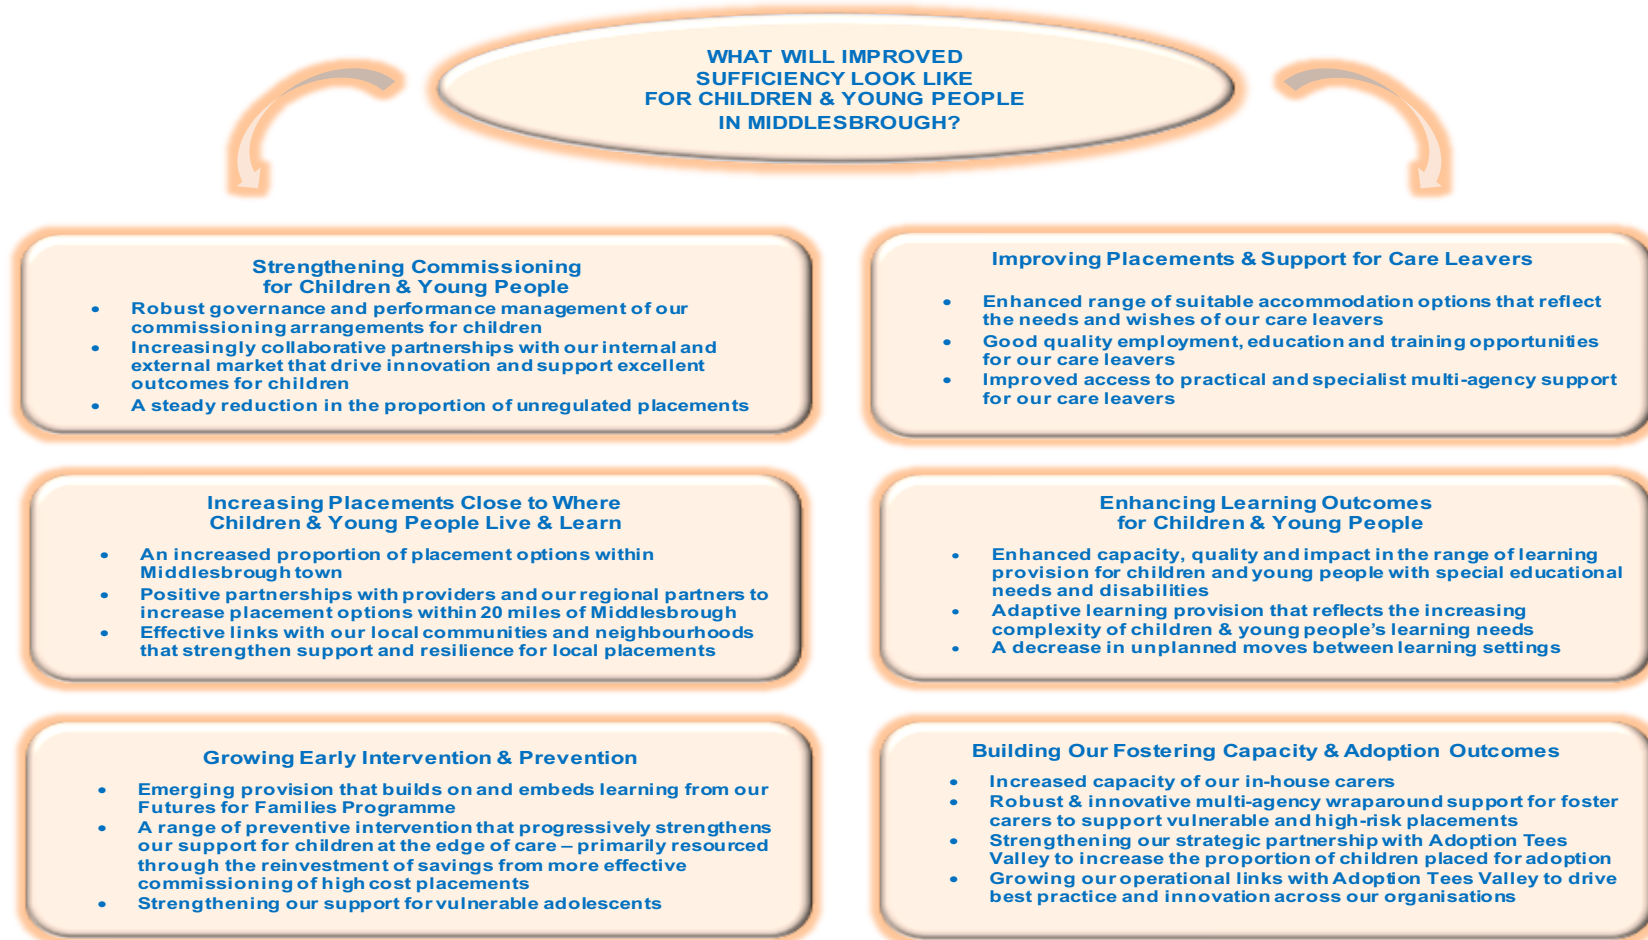 WHAT WILL IMPROVED
SUFFICIENCY LOOK LIKE
FOR CHILDREN & YOUNG PEOPLE
IN MIDDLESBROUGH?
Strengthening Commissioning
for Children & Young People
• Robust governance and performance management of our
commissioning arrangements for children
• Increasingly collaborative partnerships with our internal and
external market that drive innovation and support excellent
outcomes for children
• A steady reduction in the proportion of unregulated placements
Improving Placements & Support for Care Leavers
• Enhanced range of suitable accommodation options that reflect
the needs and wishes of our care leavers
• Good quality employment, education and training opportunities
for our care leavers
• Improved access to practical and specialist multi-agency support
for our care leavers
Increasing Placements Close to Where
Children & Young People Live & Learn
• An increased proportion of placement options within
Middlesbrough town
• Positive partnerships with providers and our regional partners to
increase placement options within 20 miles of Middlesbrough
• Effective links with our local communities and neighbourhoods
that strengthen support and resilience for local placements
Enhancing Learning Outcomes
for Children & Young People
• Enhanced capacity, quality and impact in the range of learning
provision for children and young people with special educational
needs and disabilities
• Adaptive learning provision that reflects the increasing
complexity of children & young people's learning needs
• A decrease in unplanned moves between learning settings
Growing Early Intervention & Prevention
• Emerging provision that builds on and embeds learning from our
Futures for Families Programme
• A range of preventive intervention that progressively strengthens
our support for children at the edge of care – primarily resourced
through the reinvestment of savings from more effective
commissioning of high cost placements
• Strengthening our support for vulnerable adolescents
Building Our Fostering Capacity & Adoption Outcomes
• Increased capacity of our in-house carers
• Robust & innovative multi-agency wraparound support for foster
carers to support vulnerable and high-risk placements
• Strengthening our strategic partnership with Adoption Tees
Valley to increase the proportion of children placed for adoption
• Growing our operational links with Adoption Tees Valley to drive
best practice and innovation across our organisations